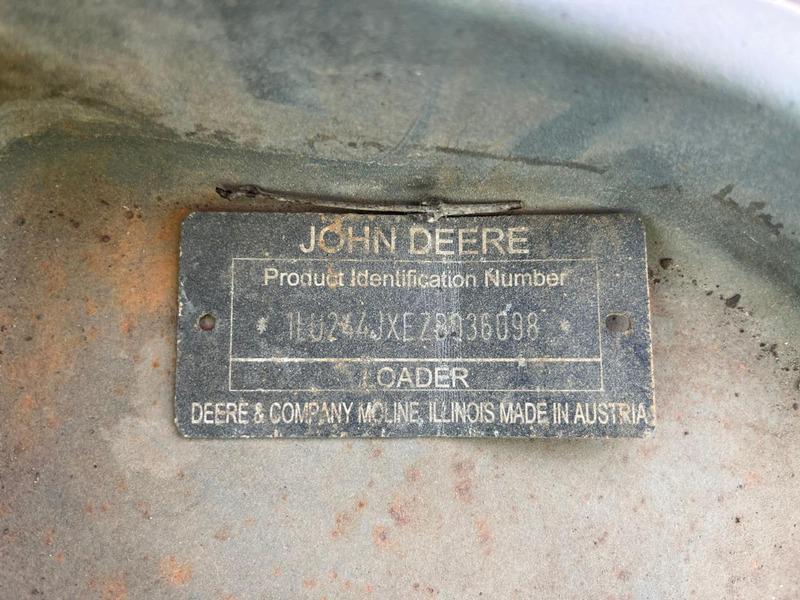 JOHN DEERE
Product Identification Number
* 1LU244JXEZB036098 *
LOADER
DEERE & COMPANY MOLINE, ILLINOIS MADE IN AUSTRIA